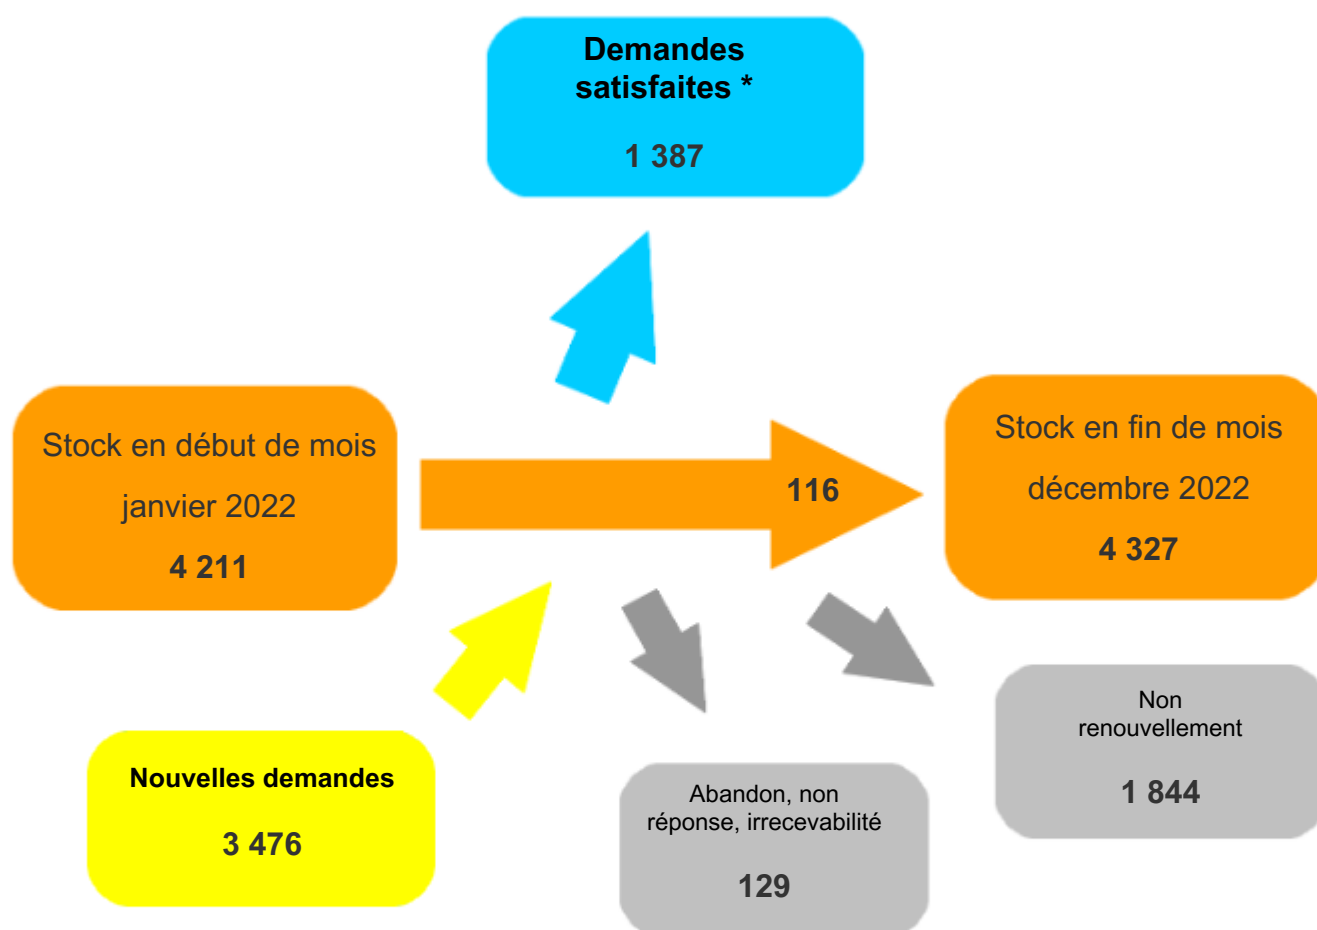 Demandes
satisfaites *
1 387
Stock en début de mois
janvier 2022
4 211
116
Stock en fin de mois
décembre 2022
4 327
Nouvelles demandes
3 476
Abandon, non
réponse, irrecevabilité
129
Non
renouvellement
1 844